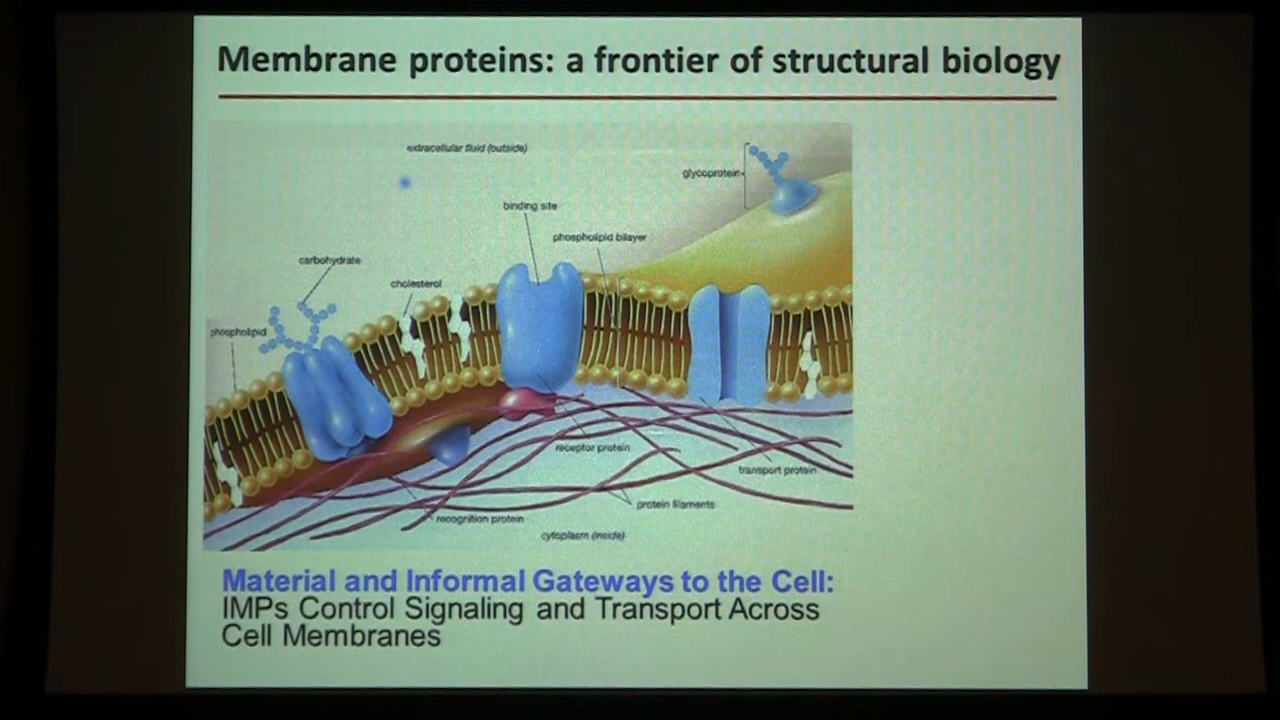 Membrane proteins: a frontier of structural biology
extracellular fluid (outside)
glycoprotein
binding site
phospholipid bilayer
carbohydrate
cholesterol
phospholipid
receptor protein
transport protein
protein filaments
recognition protein
cytoplasm (inside)
Material and Informal Gateways to the Cell:
IMPs Control Signaling and Transport Across
Cell Membranes